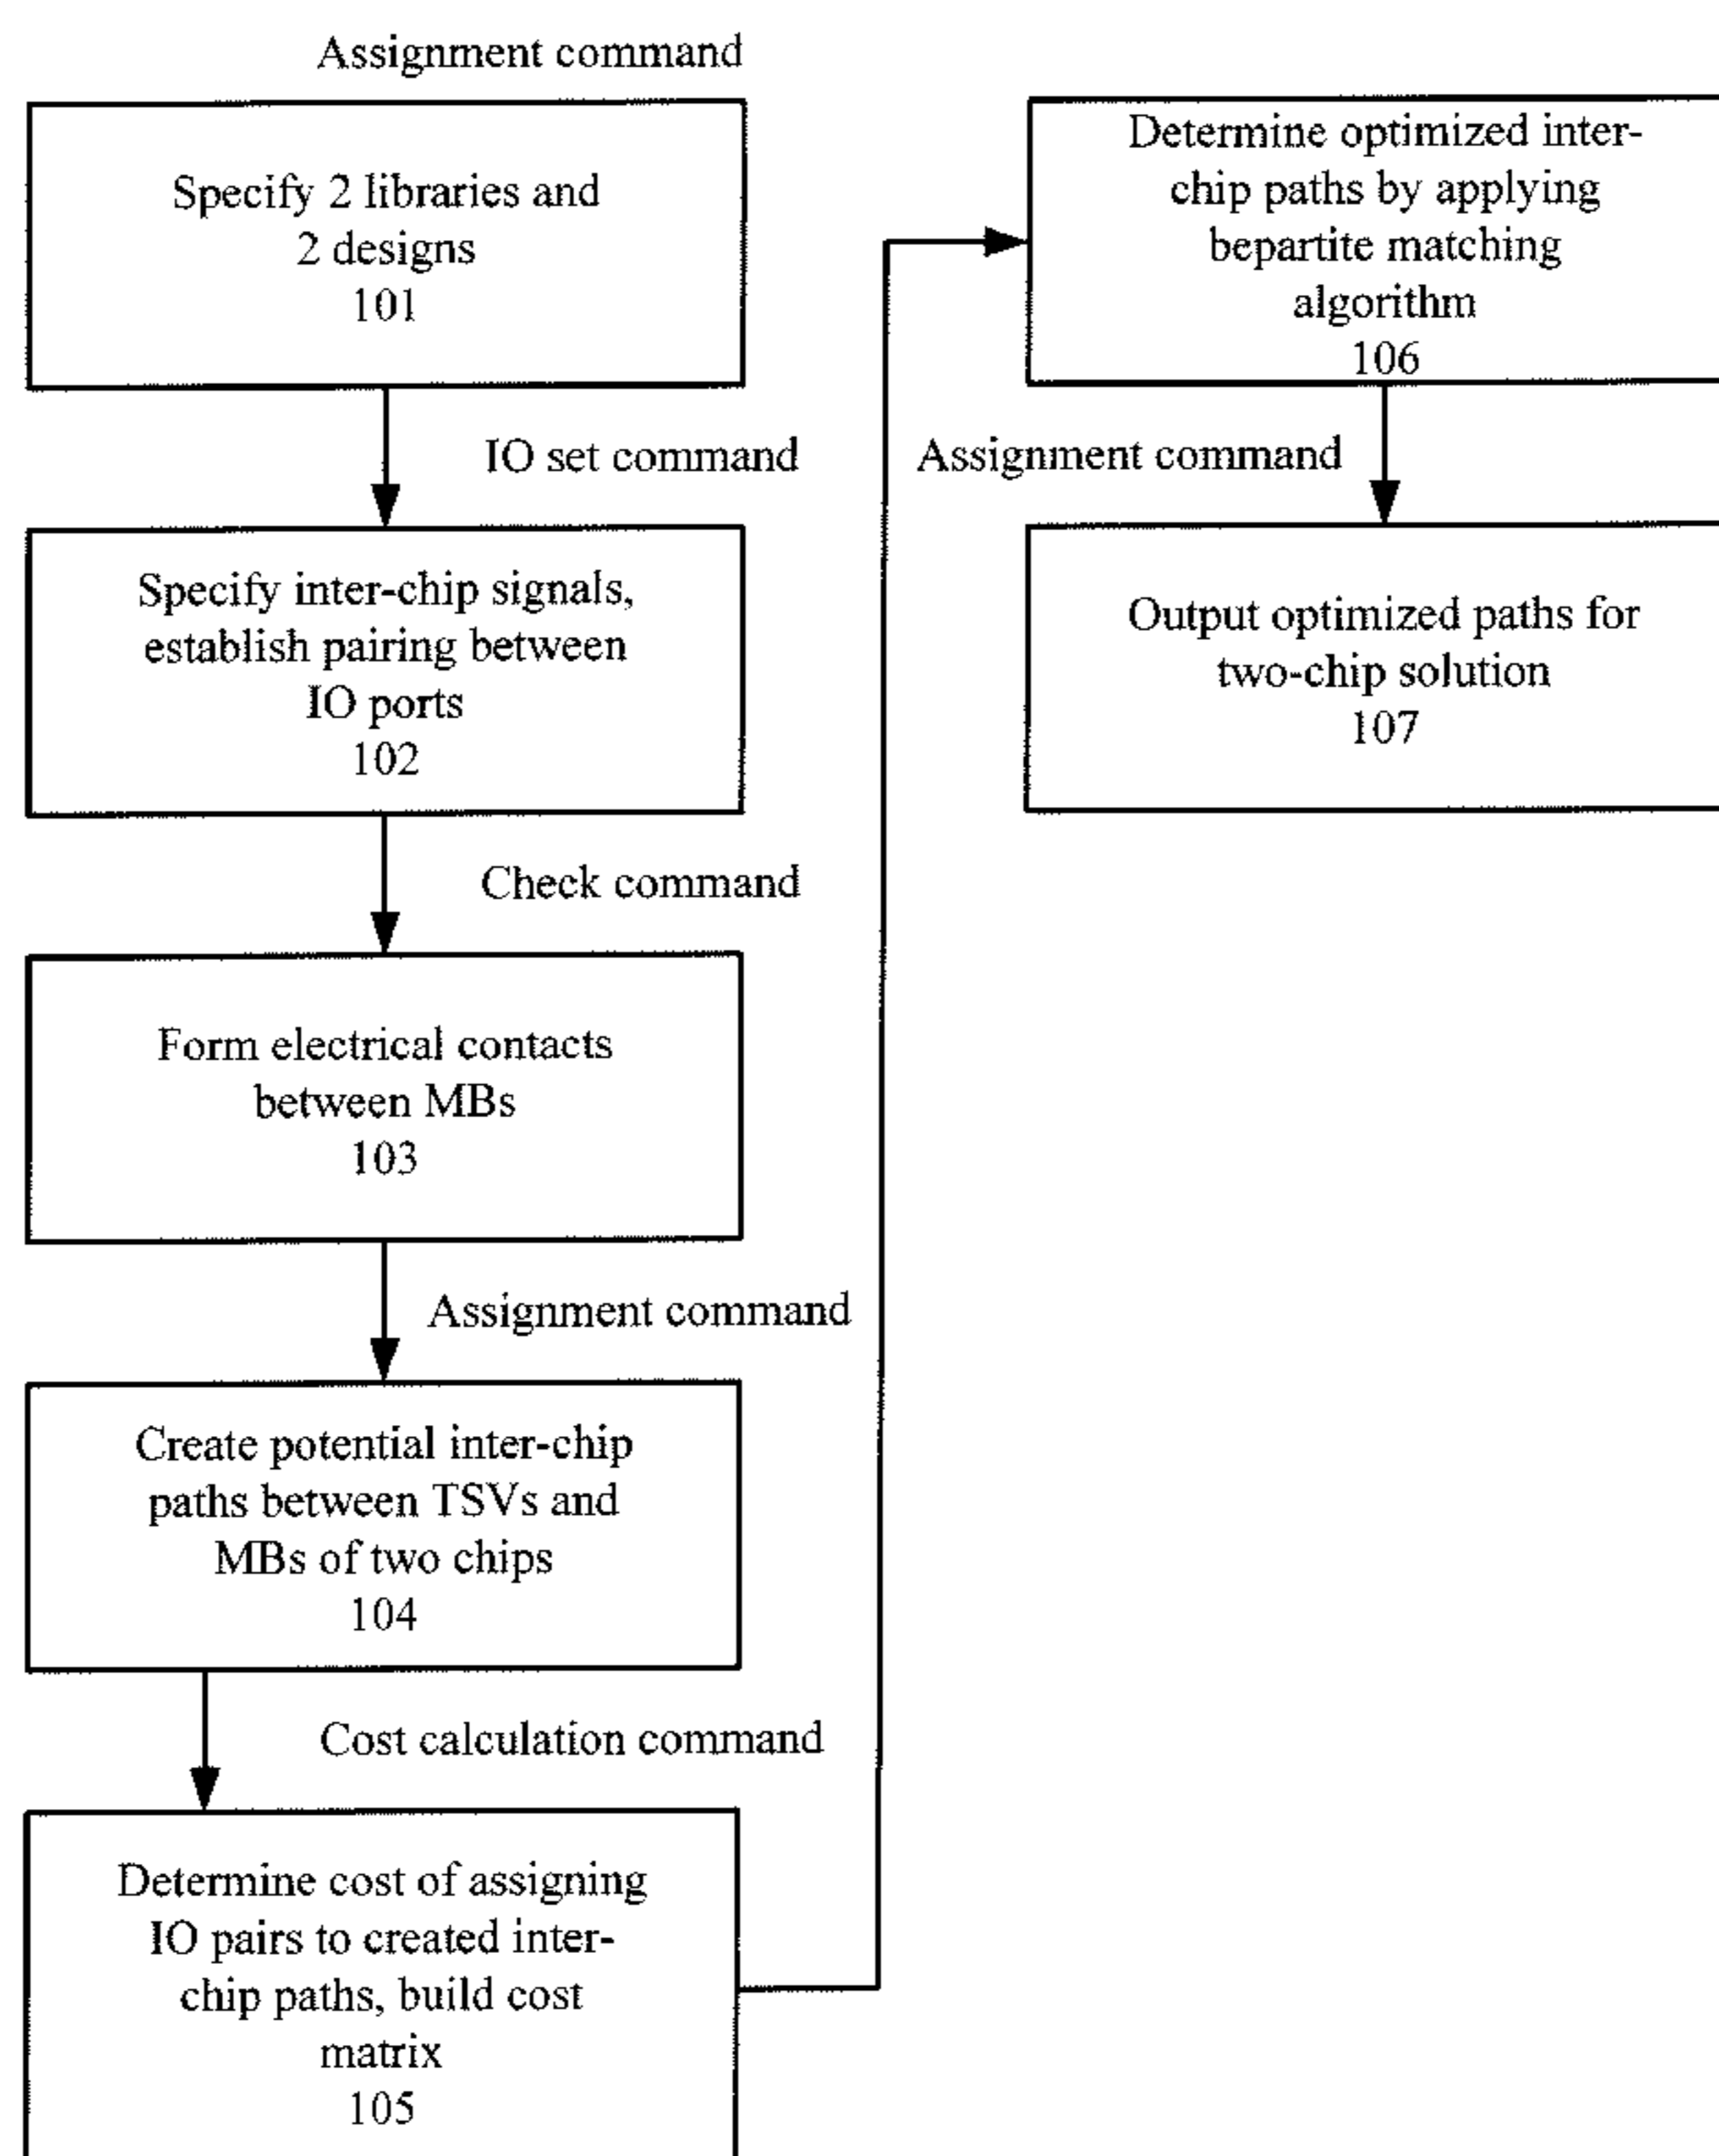 Assignment command
Specify 2 libraries and
2 designs
101
IO set command
Specify inter-chip signals,
establish pairing between
IO ports
102
Check command
Form electrical contacts
between MBs
103
Assignment command
Create potential inter-chip
paths between TSVs and
MBs of two chips
104
Cost calculation command
Determine cost of assigning
IO pairs to created inter-
chip paths, build cost
matrix
105
Determine optimized inter-
chip paths by applying
bepartite matching
algorithm
106
Assignment command
Output optimized paths for
two-chip solution
107